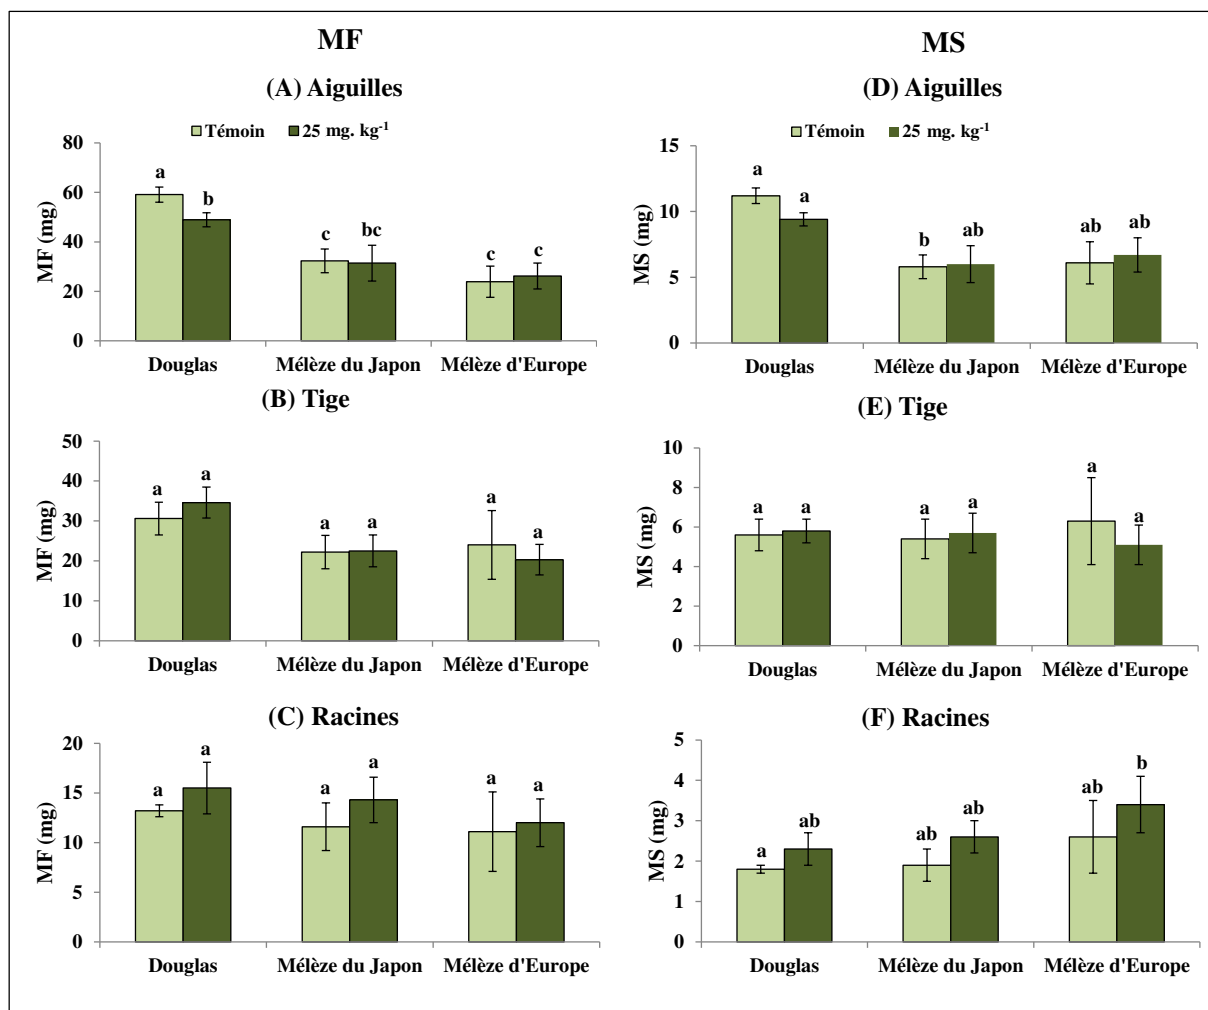 MF
MS
(A) Aiguilles
(D) Aiguilles
Témoin 25 mg. kg-1
Témoin 25 mg. kg-1
MF (mg)
80
60
40
20
0
a b c bc c c
Douglas Mélèze du Japon Mélèze d'Europe
MS (mg)
15
10
5
0
a a b ab ab ab
Douglas Mélèze du Japon Mélèze d'Europe
(B) Tige
MF (mg)
50
40
30
20
10
0
a a a a a a
Douglas Mélèze du Japon Mélèze d'Europe
(E) Tige
MS (mg)
10
8
6
4
2
0
a a a a a a
Douglas Mélèze du Japon Mélèze d'Europe
(C) Racines
MF (mg)
20
15
10
5
0
a a a a a a
Douglas Mélèze du Japon Mélèze d'Europe
(F) Racines
MS (mg)
5
4
3
2
1
0
a ab ab ab ab b
Douglas Mélèze du Japon Mélèze d'Europe